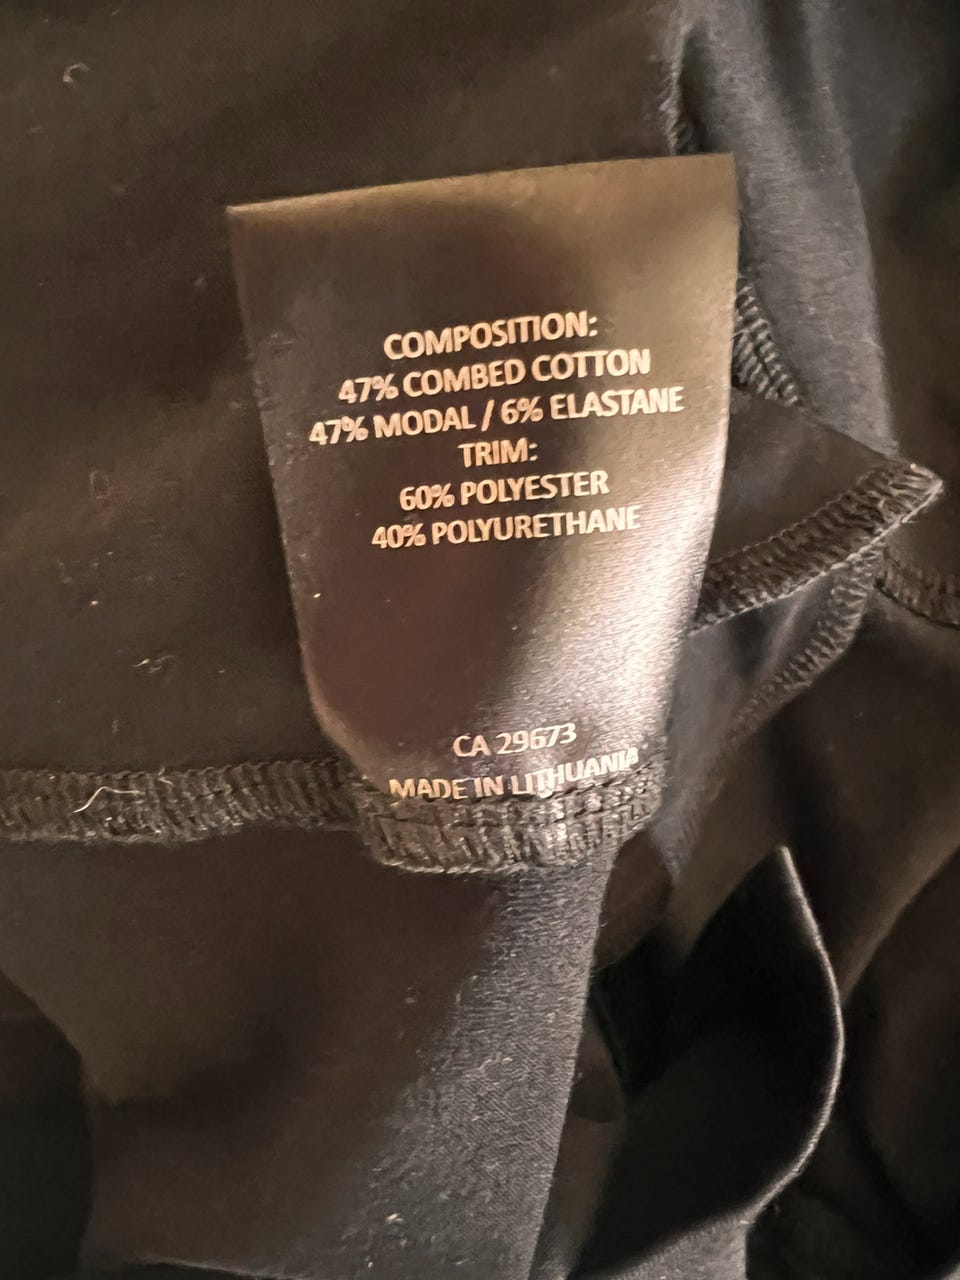 COMPOSITION:
47% COMBED COTTON
47% MODAL / 6% ELASTANE
TRIM:
60% POLYESTER
40% POLYURETHANE
CA 29673
MADE IN LITHUANIA